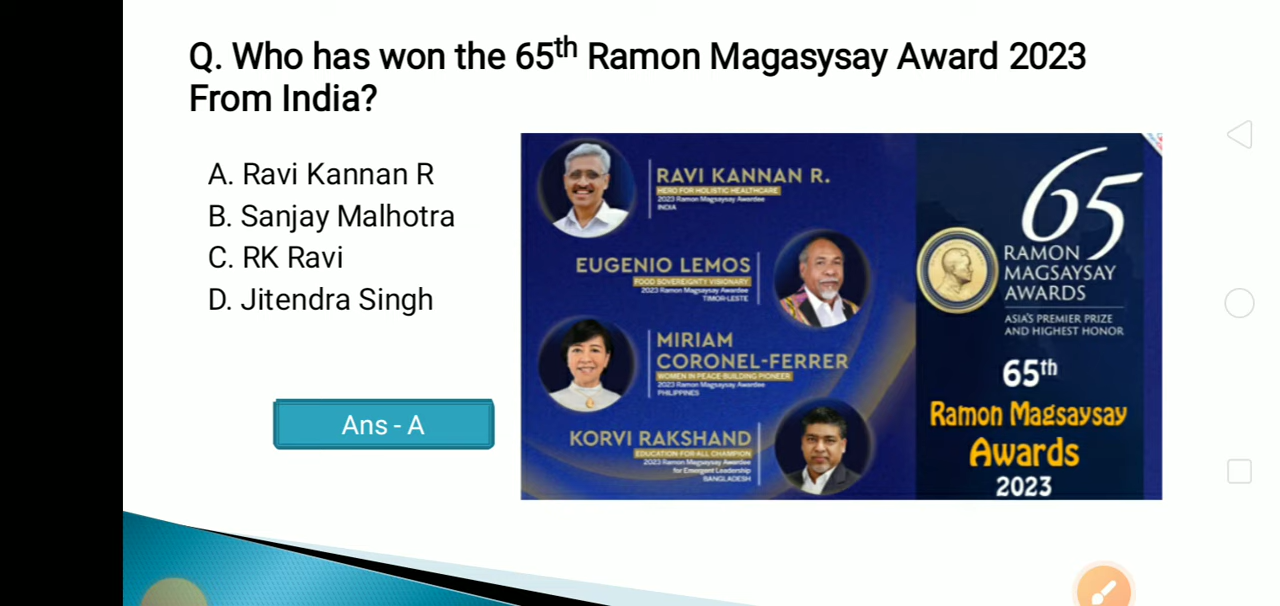 Q. Who has won the 65th Ramon Magasysay Award 2023
From India?
A. Ravi Kannan R
B. Sanjay Malhotra
C. RK Ravi
D. Jitendra Singh
Ans - A
RAVI KANNAN R.
HERO FOR HOLISTIC HEALTHCARE
2023 Ramon Magsaysay Awardee
INDIA
EUGENIO LEMOS
FOOD SOVEREIGNTY VISIONARY
2023 Ramon Magsaysay Awardee
TIMOR-LESTE
MIRIAM
CORONEL-FERRER
WOMEN IN PEACE-BUILDING PIONEER
2023 Ramon Magsaysay Awardee
PHILIPPINES
KORVI RAKSHAND
EDUCATION-FOR-ALL CHAMPION
2023 Ramon Magsaysay Awardee
for Emergent Leadership
BANGLADESH
65
RAMON
MAGSAYSAY
AWARDS
ASIA'S PREMIER PRIZE
AND HIGHEST HONOR
65th
Ramon Magsaysay
Awards
2023